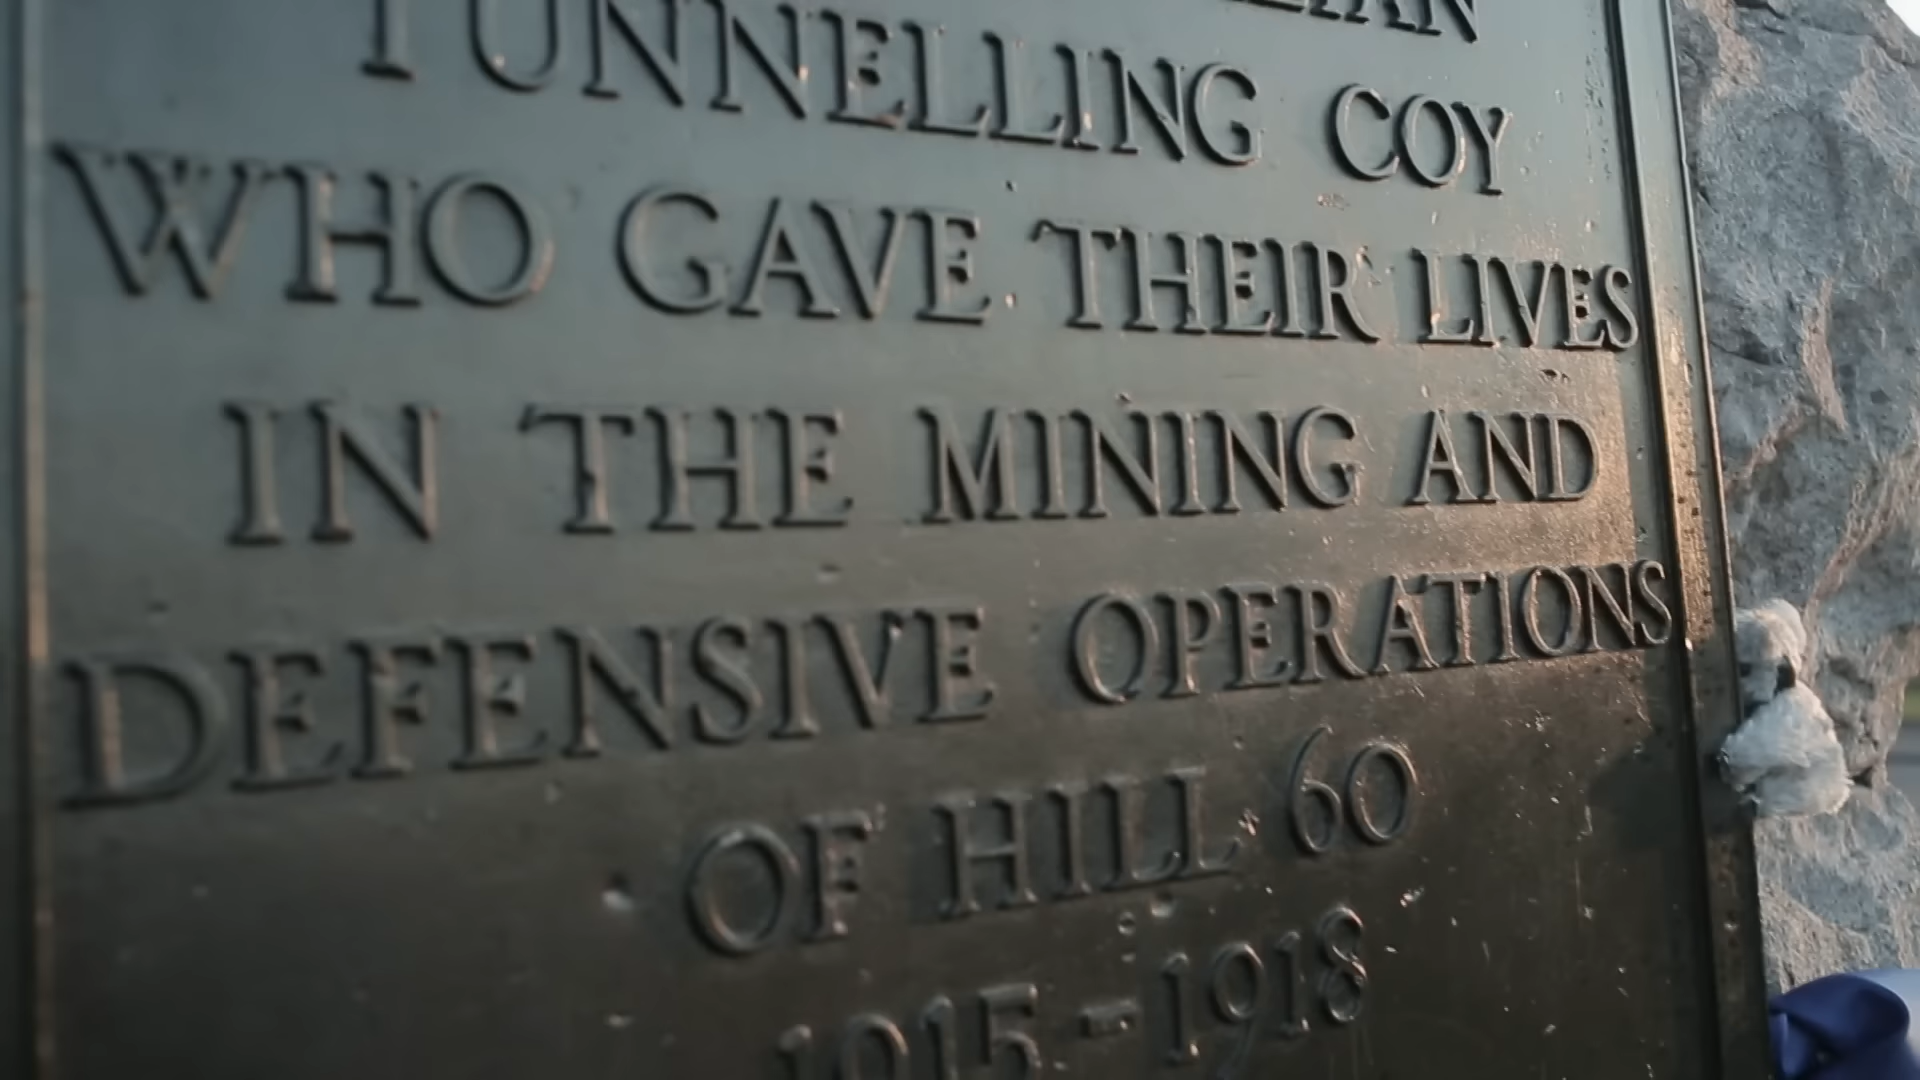 TUNNELLING COY
WHO GAVE THEIR LIVES
IN THE MINING AND
DEFENSIVE OPERATIONS
OF HILL 60
1915-1918